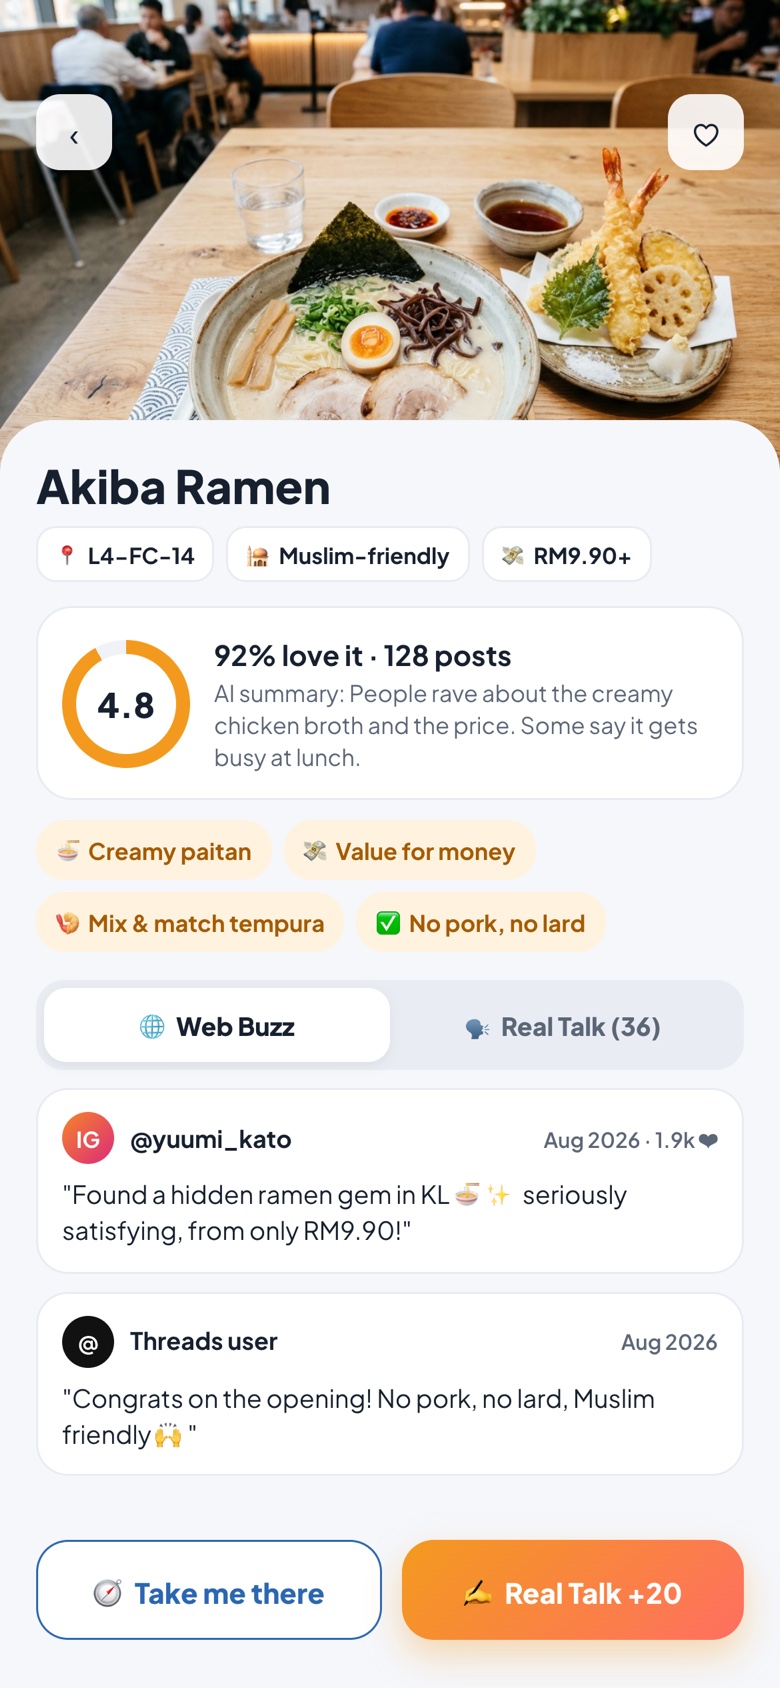 ‹
Akiba Ramen
📍 L4-FC-14
🕌 Muslim-friendly
💸 RM9.90+
4.8
92% love it · 128 posts
AI summary: People rave about the creamy
chicken broth and the price. Some say it gets
busy at lunch.
🍜 Creamy paitan
💸 Value for money
🍤 Mix & match tempura
✅ No pork, no lard
🌐 Web Buzz
🗣️ Real Talk (36)
IG @yuumi_kato
Aug 2026 · 1.9k ❤
"Found a hidden ramen gem in KL 🍜 ✨ seriously
satisfying, from only RM9.90!"
@ Threads user
Aug 2026
"Congrats on the opening! No pork, no lard, Muslim
friendly 🙌 "
🧭 Take me there
✍️ Real Talk +20